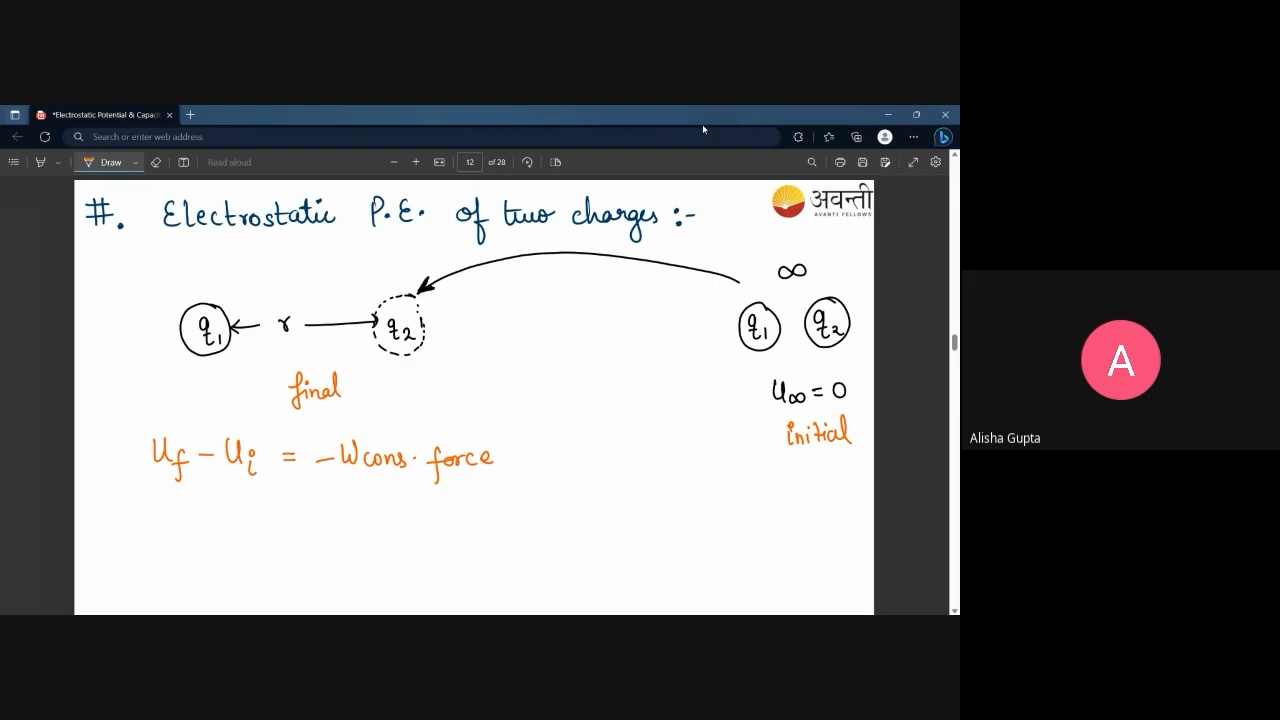 *Electrostatic Potential & Capaci
Search or enter web address
Draw
Read aloud
12 of 28
#. Electrostatic P.E. of two charges :-
अवन्ती
AVANTI FELLOWS
∞
q₁ r q₂ q₁ q₂
final
U∞ = 0
initial
Uf - Ui = - Wcons. force
A
Alisha Gupta